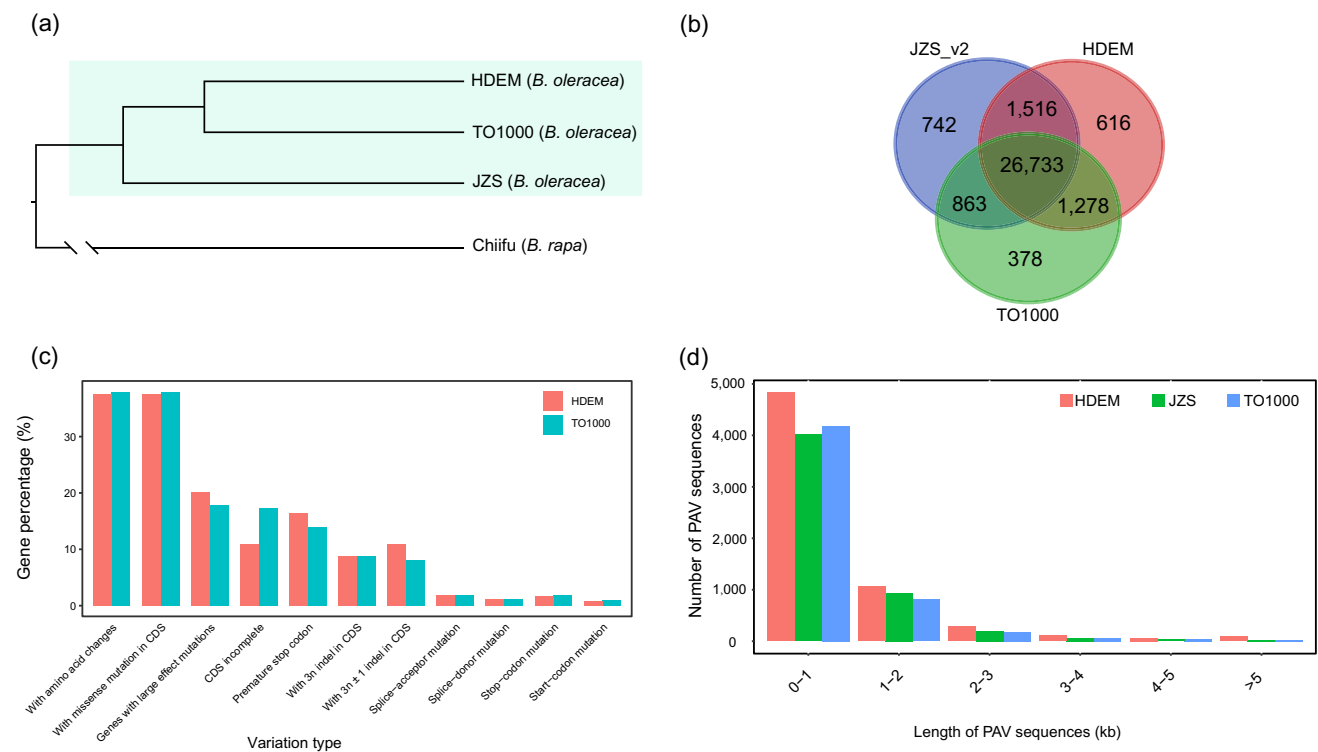 (a)
HDEM (B. oleracea)
TO1000 (B. oleracea)
JZS (B. oleracea)
Chiifu (B. rapa)
(b)
JZS_v2
HDEM
742
1,516
616
26,733
863
1,278
378
TO1000
(c)
Gene percentage (%)
30
20
10
0
HDEM
TO1000
With amino acid changes
With missense mutation in CDS
Genes with large effect mutations
CDS incomplete
Premature stop codon
With 3n indel in CDS
With 3n ± 1 indel in CDS
Splice−acceptor mutation
Splice−donor mutation
Stop−codon mutation
Start−codon mutation
Variation type
(d)
Number of PAV sequences
5,000
4,000
3,000
2,000
1,000
0
HDEM
JZS
TO1000
0−1
1−2
2−3
3−4
4−5
>5
Length of PAV sequences (kb)